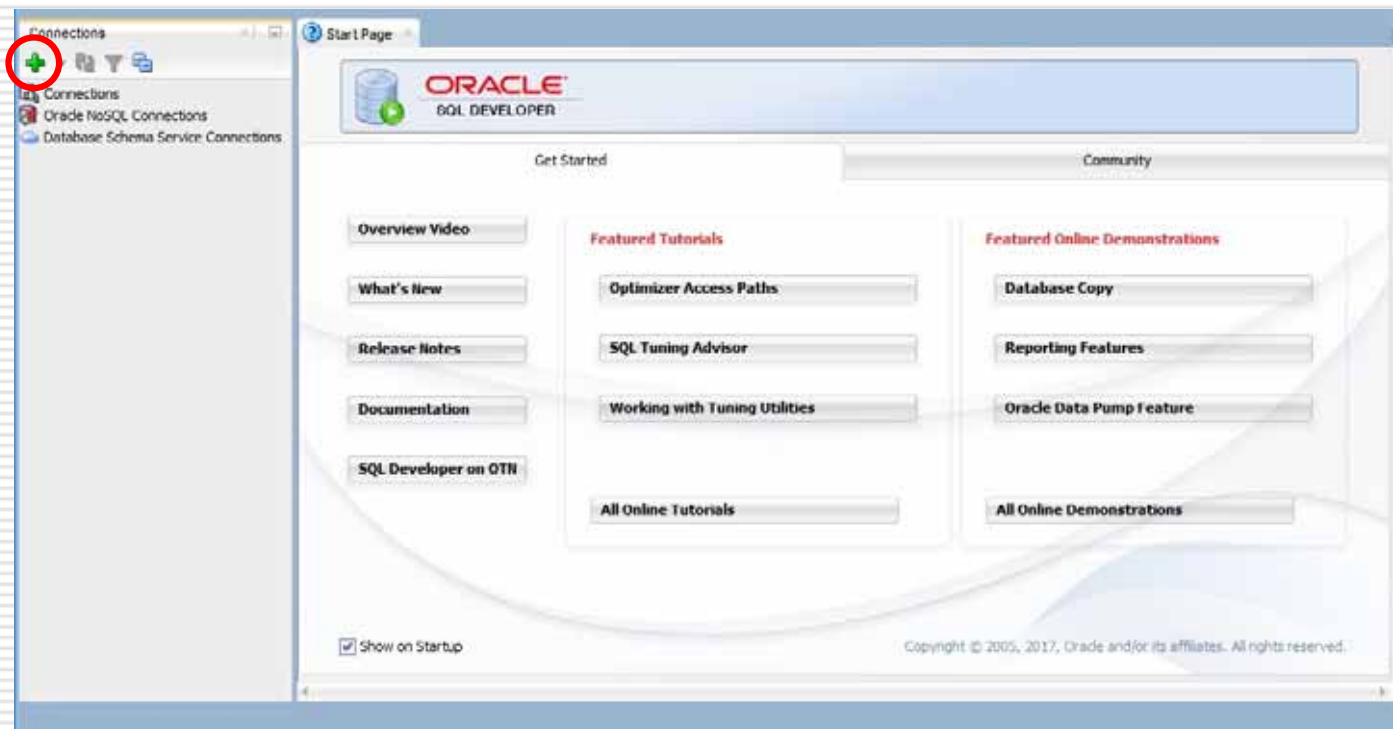 Connections
Connections
Oracle NoSQL Connections
Database Schema Service Connections
Start Page
ORACLE
SQL DEVELOPER
Get Started
Community
Overview Video
What's New
Release Notes
Documentation
SQL Developer on OTN
Featured Tutorials
Optimizer Access Paths
SQL Tuning Advisor
Working with Tuning Utilities
All Online Tutorials
Featured Online Demonstrations
Database Copy
Reporting Features
Oracle Data Pump Feature
All Online Demonstrations
Show on Startup
Copyright © 2005, 2017, Oracle and/or its affiliates. All rights reserved.